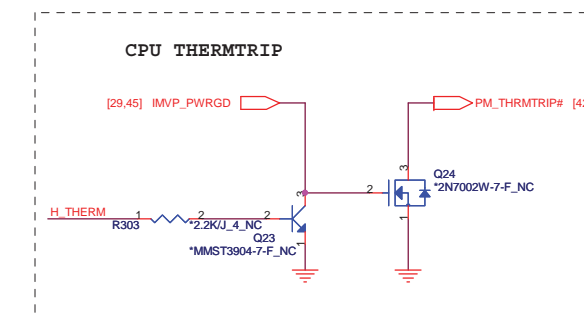 CPU THERMTRIP
[29,45] IMVP_PWRGD
PM_THRMTRIP# [42
3
3
Q24
*2N7002W-7-F_NC
2
1
H_THERM
1
R303
2
*2.2K/J_4_NC
2
Q23
*MMST3904-7-F_NC
1